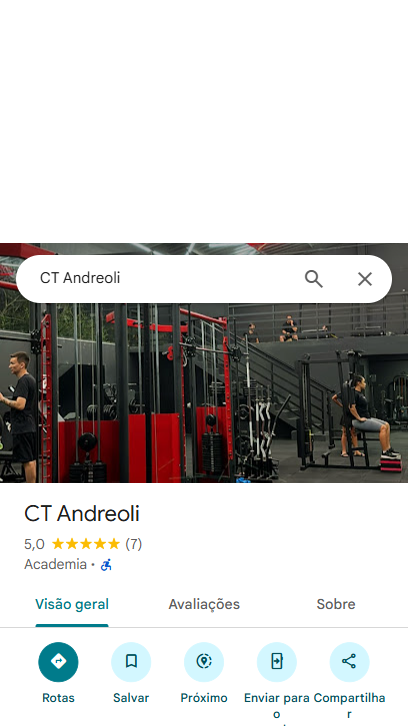 CT Andreoli
CT Andreoli
5,0 (7)
Academia •
Visão geral Avaliações Sobre
Rotas Salvar Próximo Enviar para o Compartilhar